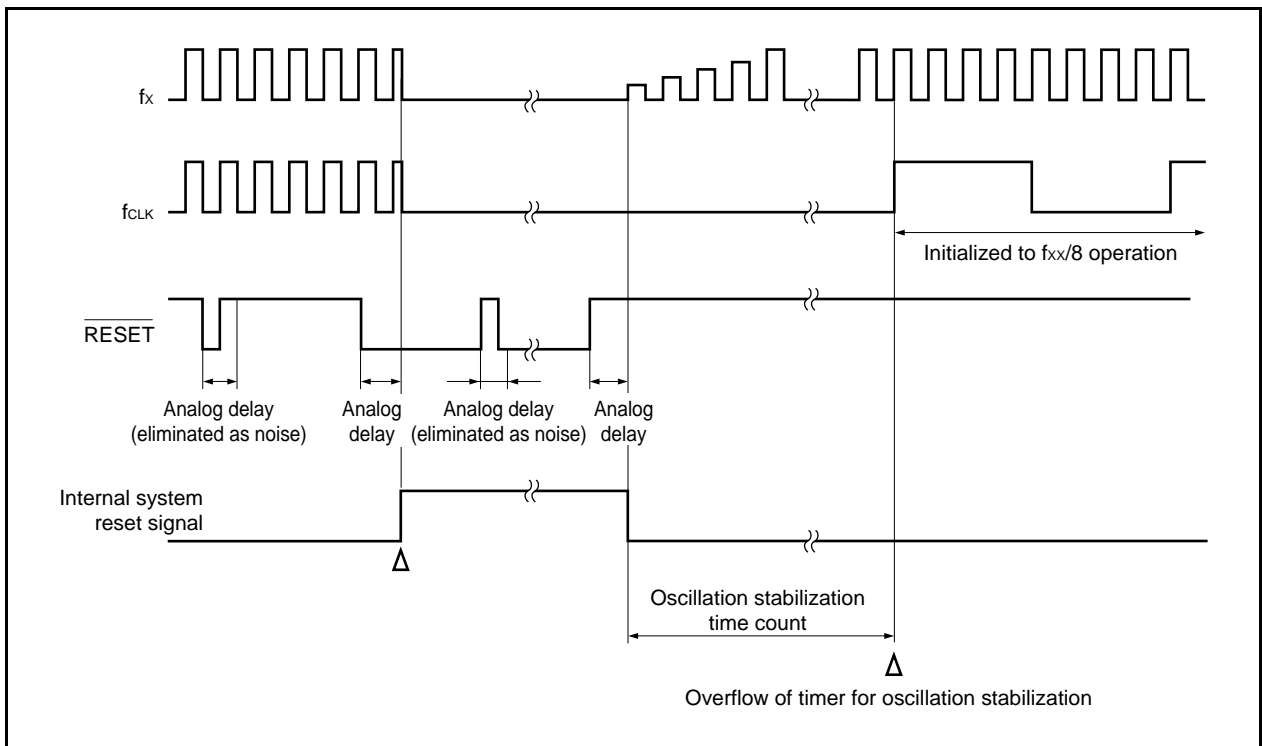 fX
fCLK
Initialized to fXX/8 operation
RESET
Analog delay
(eliminated as noise)
Analog
delay
Analog delay
(eliminated as noise)
Analog
delay
Internal system
reset signal
Oscillation stabilization
time count
Overflow of timer for oscillation stabilization